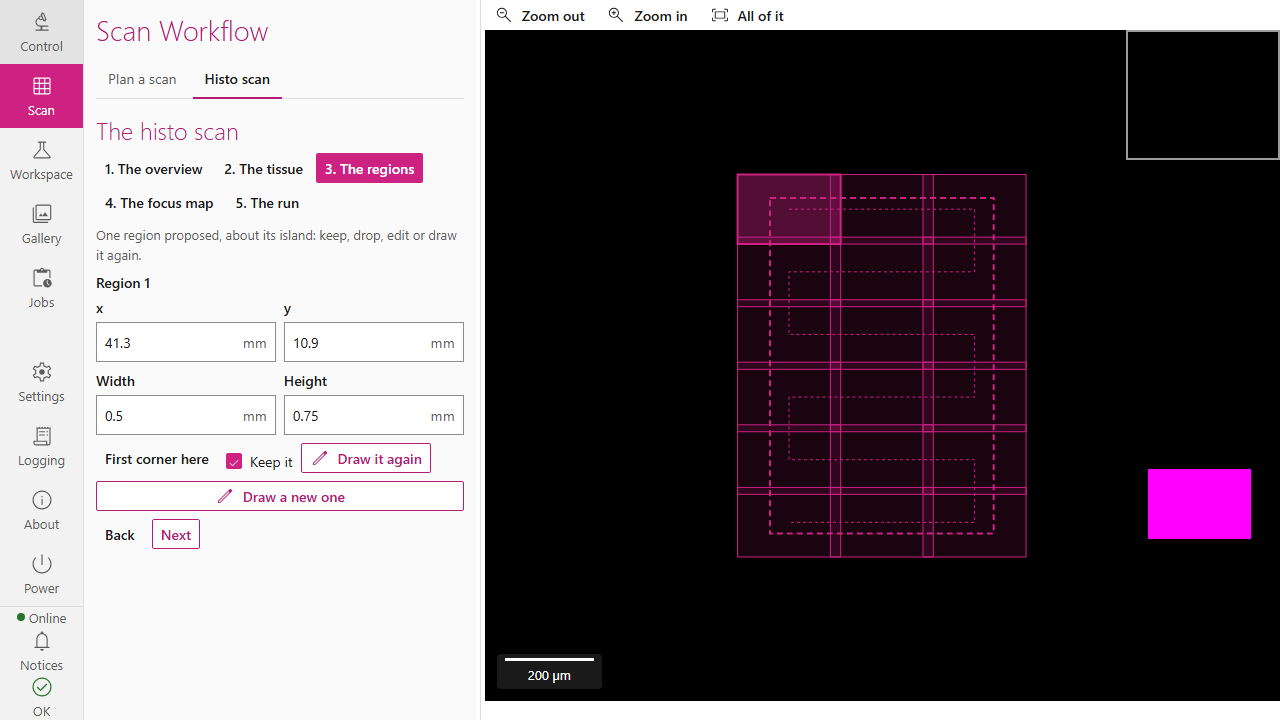 Control
Scan
Workspace
Gallery
Jobs
Settings
Logging
About
Power
Online
Notices
OK
Scan Workflow
Plan a scan
Histo scan
The histo scan
1. The overview
2. The tissue
3. The regions
4. The focus map
5. The run
One region proposed, about its island: keep, drop, edit or draw
it again.
Region 1
x
y
41.3 mm
10.9 mm
Width
Height
0.5 mm
0.75 mm
First corner here
Keep it
Draw it again
Draw a new one
Back
Next
Zoom out
Zoom in
All of it
200 µm